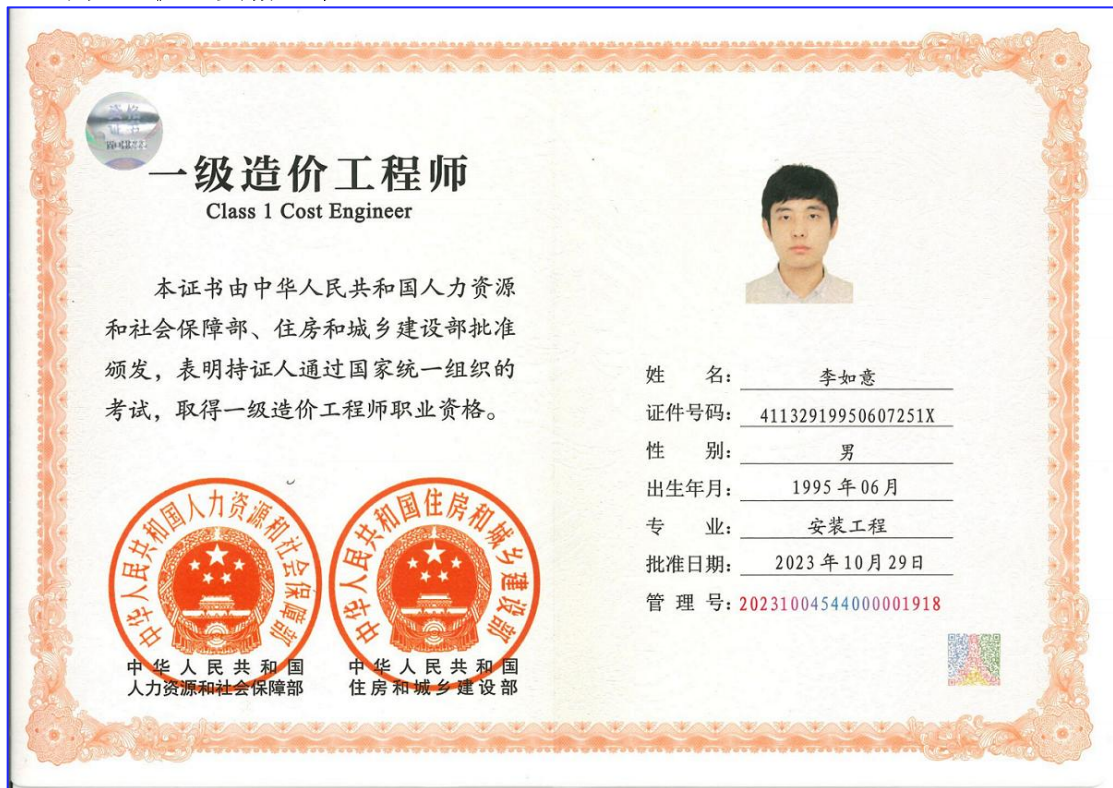 一级造价工程师
Class 1 Cost Engineer
本证书由中华人民共和国人力资源
和社会保障部、住房和城乡建设部批准
颁发，表明持证人通过国家统一组织的
考试，取得一级造价工程师职业资格。
中华人民共和国人力资源和社会保障部
中华人民共和国住房和城乡建设部
中华人民共和国
人力资源和社会保障部
中华人民共和国
住房和城乡建设部
姓 名： 李如意
证件号码： 41132919950607251X
性 别： 男
出生年月： 1995年06月
专 业： 安装工程
批准日期： 2023年10月29日
管 理 号： 20231004544000001918